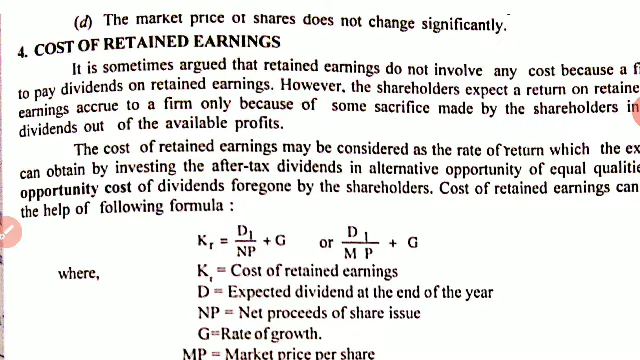 (d) The market price of shares does not change significantly.
4. COST OF RETAINED EARNINGS
It is sometimes argued that retained earnings do not involve any cost because a
to pay dividends on retained earnings. However, the shareholders expect a return on
earnings accrue to a firm only because of some sacrifice made by the shareholders in
dividends out of the available profits.
The cost of retained earnings may be considered as the rate of return which the
can obtain by investing the after-tax dividends in alternative opportunity of equal
opportunity cost of dividends foregone by the shareholders. Cost of retained earnings can
the help of following formula :
Kr = D1/NP + G or D1/M P + G
where,
Kr = Cost of retained earnings
D = Expected dividend at the end of the year
NP = Net proceeds of share issue
G=Rate of growth.
MP = Market price per share